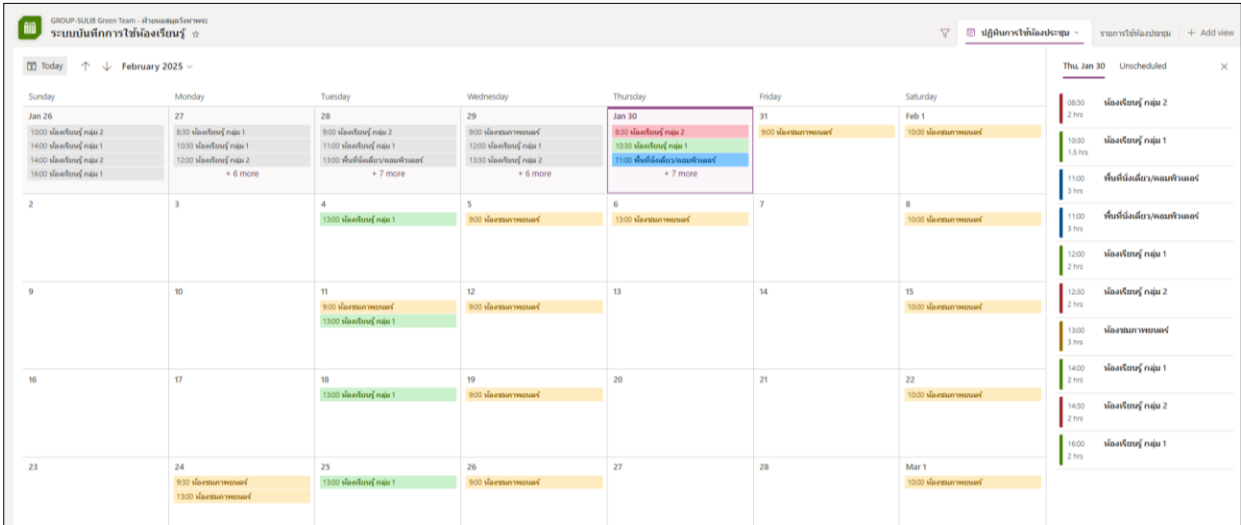 GROUP-SULIB Green Team - ฝ่ายหอสมุดวังท่าพระ
ระบบบันทึกการใช้ห้องเรียนรู้ ☆
ปฏิทินการใช้ห้องประชุม
รายการใช้ห้องประชุม
+ Add view
Today
February 2025
Sunday
Monday
Tuesday
Wednesday
Thursday
Friday
Saturday
Jan 26
10:00 ห้องเรียนรู้ กลุ่ม 2
14:00 ห้องเรียนรู้ กลุ่ม 1
14:00 ห้องเรียนรู้ กลุ่ม 2
16:00 ห้องเรียนรู้ กลุ่ม 1
27
8:30 ห้องเรียนรู้ กลุ่ม 1
10:30 ห้องเรียนรู้ กลุ่ม 1
12:00 ห้องเรียนรู้ กลุ่ม 2
+ 6 more
28
9:00 ห้องเรียนรู้ กลุ่ม 2
11:00 ห้องเรียนรู้ กลุ่ม 1
13:00 พื้นที่นั่งเดี่ยว/คอมพิวเตอร์
+ 7 more
29
9:00 ห้องชมภาพยนตร์
12:00 ห้องเรียนรู้ กลุ่ม 1
13:30 ห้องเรียนรู้ กลุ่ม 2
+ 6 more
Jan 30
8:30 ห้องเรียนรู้ กลุ่ม 2
10:30 ห้องเรียนรู้ กลุ่ม 1
11:00 พื้นที่นั่งเดี่ยว/คอมพิวเตอร์
+ 7 more
31
9:00 ห้องชมภาพยนตร์
Feb 1
10:00 ห้องชมภาพยนตร์
2
3
4
13:00 ห้องเรียนรู้ กลุ่ม 1
5
9:00 ห้องชมภาพยนตร์
6
13:00 ห้องชมภาพยนตร์
7
8
10:00 ห้องชมภาพยนตร์
9
10
11
9:00 ห้องชมภาพยนตร์
13:00 ห้องเรียนรู้ กลุ่ม 1
12
9:00 ห้องชมภาพยนตร์
13
14
15
10:00 ห้องชมภาพยนตร์
16
17
18
13:00 ห้องเรียนรู้ กลุ่ม 1
19
9:00 ห้องชมภาพยนตร์
20
21
22
10:00 ห้องชมภาพยนตร์
23
24
9:30 ห้องชมภาพยนตร์
13:00 ห้องชมภาพยนตร์
25
13:00 ห้องเรียนรู้ กลุ่ม 1
26
9:00 ห้องชมภาพยนตร์
27
28
Mar 1
10:00 ห้องชมภาพยนตร์
Thu, Jan 30
Unscheduled
08:30 ห้องเรียนรู้ กลุ่ม 2
2 hrs
10:30 ห้องเรียนรู้ กลุ่ม 1
1.5 hrs
11:00 พื้นที่นั่งเดี่ยว/คอมพิวเตอร์
3 hrs
11:00 พื้นที่นั่งเดี่ยว/คอมพิวเตอร์
3 hrs
12:00 ห้องเรียนรู้ กลุ่ม 1
2 hrs
12:30 ห้องเรียนรู้ กลุ่ม 2
2 hrs
13:00 ห้องชมภาพยนตร์
3 hrs
14:00 ห้องเรียนรู้ กลุ่ม 1
2 hrs
14:30 ห้องเรียนรู้ กลุ่ม 2
2 hrs
16:00 ห้องเรียนรู้ กลุ่ม 1
2 hrs